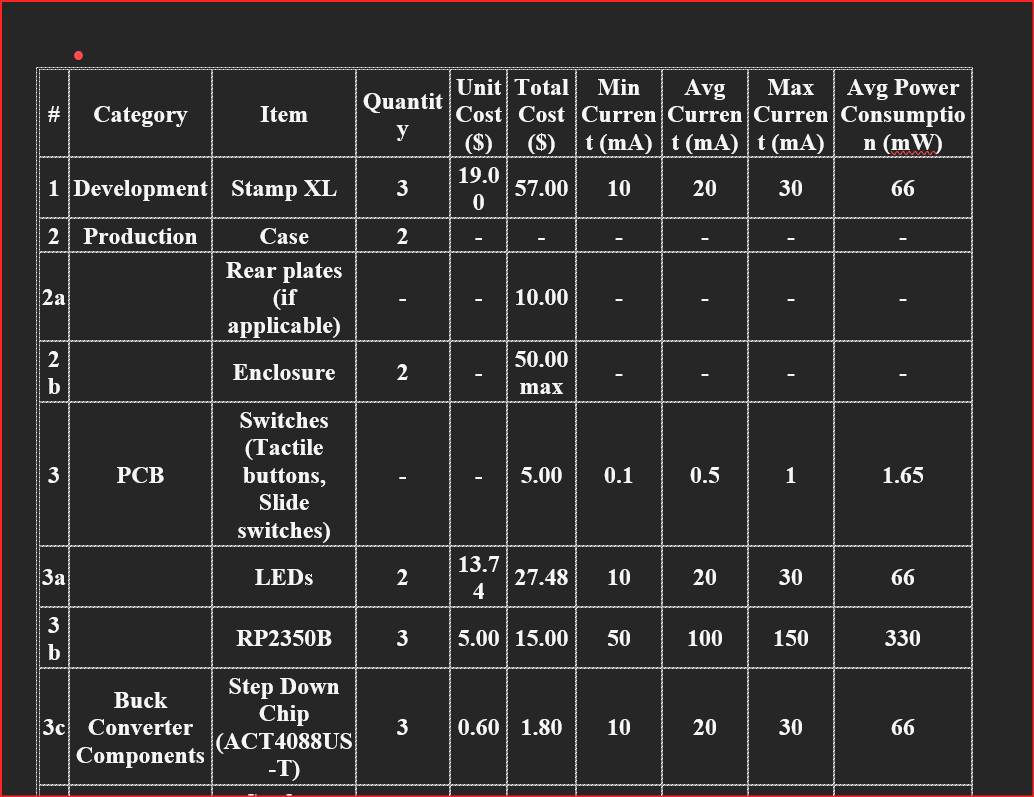 # Category Item Quantity Unit Cost ($) Total Cost ($) Min Current (mA) Avg Current (mA) Max Current (mA) Avg Power Consumption (mW)
1 Development Stamp XL 3 19.00 57.00 10 20 30 66
2 Production Case 2 - - - - - -
2a Rear plates (if applicable) - - 10.00 - - - -
2b Enclosure 2 - 50.00 max - - - -
3 PCB Switches (Tactile buttons, Slide switches) - - 5.00 0.1 0.5 1 1.65
3a LEDs 2 13.74 27.48 10 20 30 66
3b RP2350B 3 5.00 15.00 50 100 150 330
3c Buck Converter Components Step Down Chip (ACT4088US-T) 3 0.60 1.80 10 20 30 66